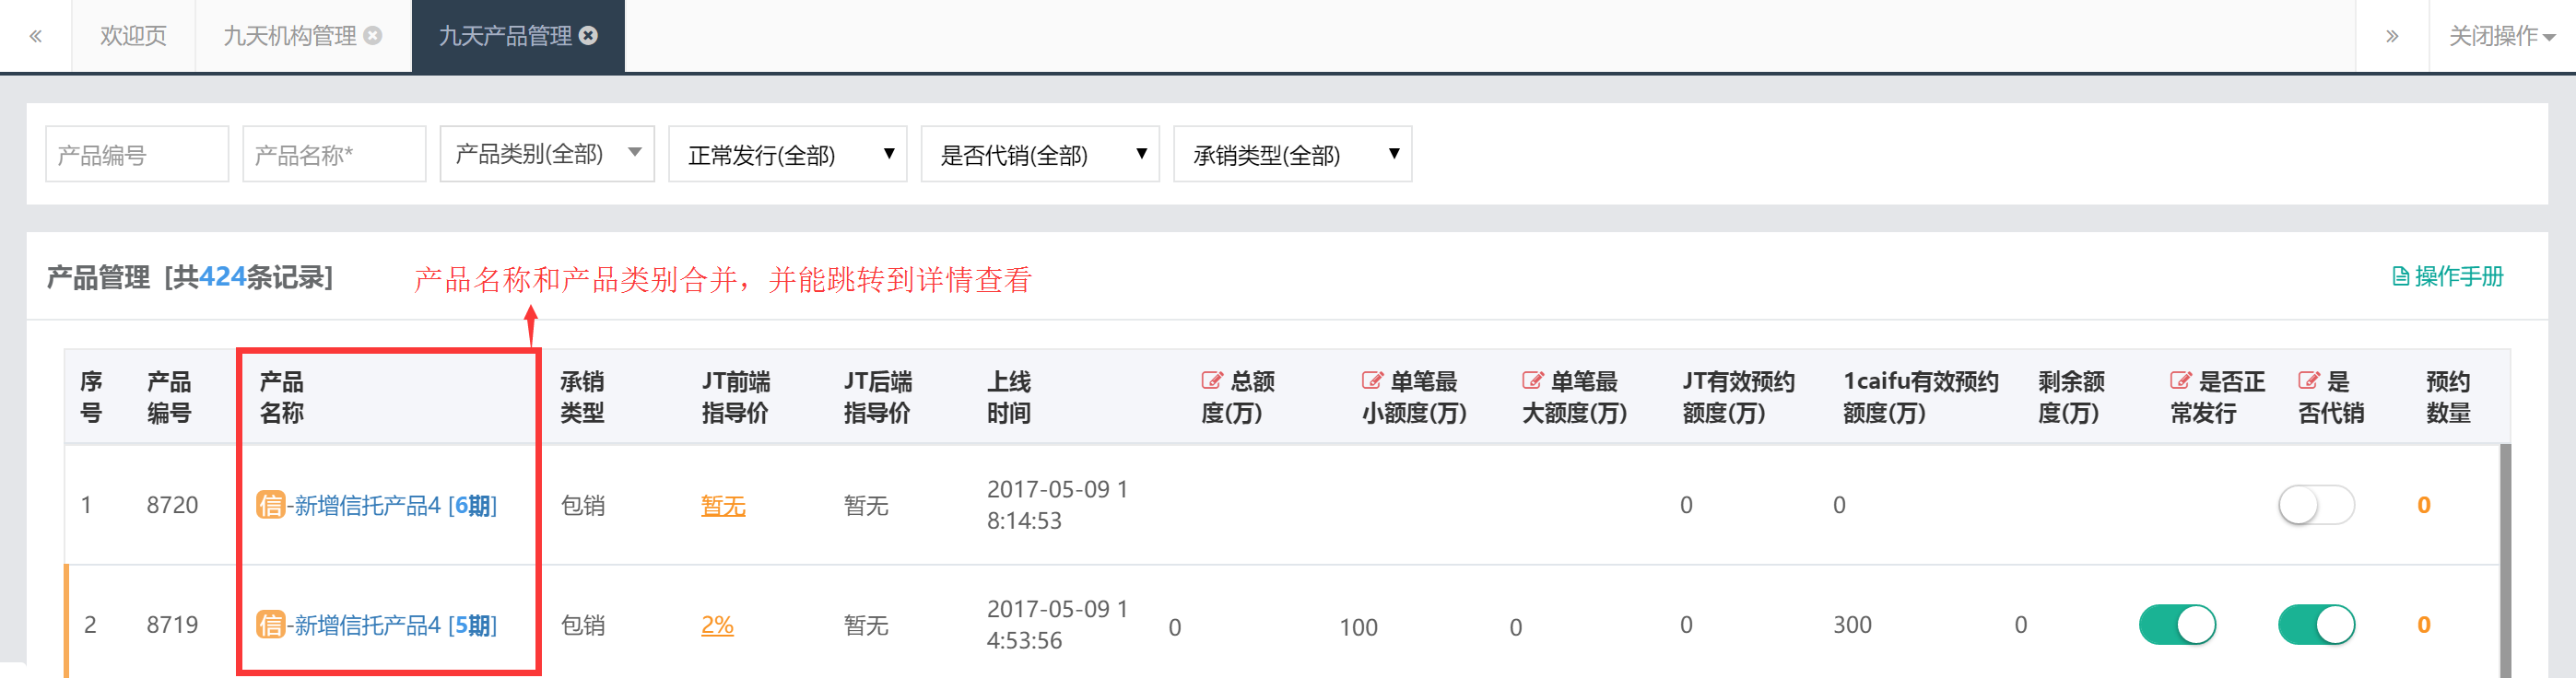 « 欢迎页 九天机构管理 九天产品管理 » 关闭操作
产品编号 产品名称* 产品类别(全部) 正常发行(全部) 是否代销(全部) 承销类型(全部)
产品管理 [共424条记录] 产品名称和产品类别合并，并能跳转到详情查看 操作手册
序 产品 产品 承销 JT前端 JT后端 上线 总额 单笔最 单笔最 JT有效预约 1caifu有效预约 剩余额 是否正 是 预约
号 编号 名称 类型 指导价 指导价 时间 度(万) 小额度(万) 大额度(万) 额度(万) 额度(万) 度(万) 常发行 否代销 数量
2017-05-09 1
1 8720 信-新增信托产品4 [6期] 包销 暂无 暂无 0 0 0
8:14:53
2017-05-09 1
2 8719 信-新增信托产品4 [5期] 包销 2% 暂无 0 100 0 0 300 0 0
4:53:56